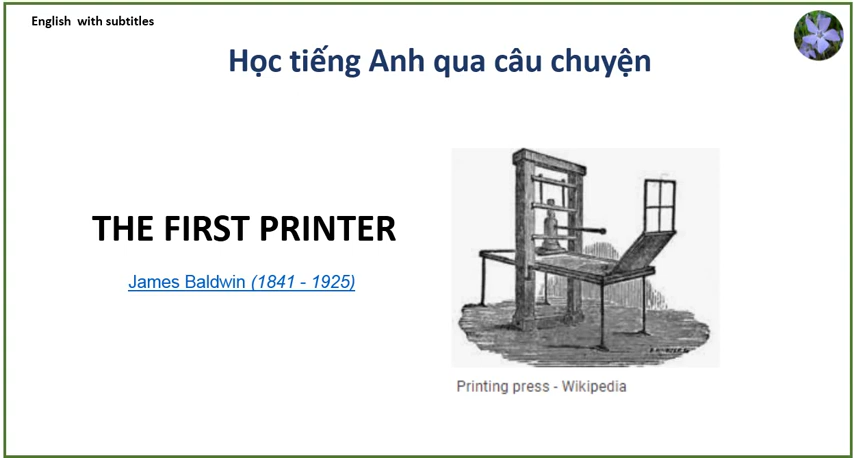 English with subtitles
Học tiếng Anh qua câu chuyện
THE FIRST PRINTER
James Baldwin (1841 - 1925)
Printing press - Wikipedia